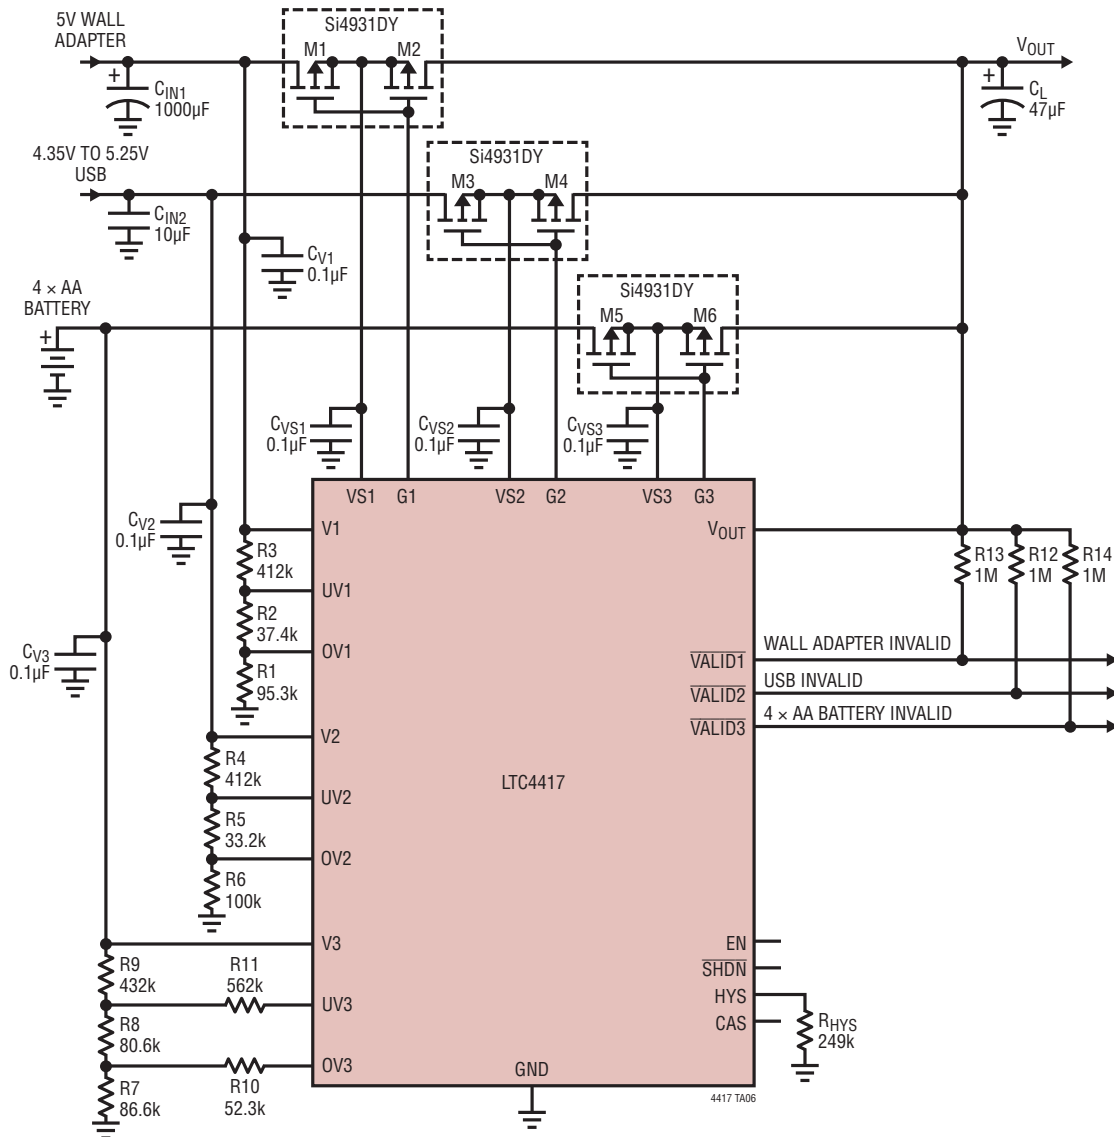 5V WALL
ADAPTER
Si4931DY
M1 M2
VOUT
+
CIN1
1000µF
+
CL
47µF
4.35V TO 5.25V
USB
Si4931DY
M3 M4
CIN2
10µF
CV1
0.1µF
4 × AA
BATTERY
+
Si4931DY
M5 M6
CVS1
0.1µF
CVS2
0.1µF
CVS3
0.1µF
VS1 G1 VS2 G2 VS3 G3
CV2
0.1µF
V1
VOUT
R3
412k
R13
1M
R12
1M
R14
1M
UV1
R2
37.4k
CV3
0.1µF
OV1
R1
95.3k
VALID1
WALL ADAPTER INVALID
VALID2
USB INVALID
VALID3
4 × AA BATTERY INVALID
V2
R4
412k
LTC4417
UV2
R5
33.2k
OV2
R6
100k
V3
EN
R9
432k
R11
562k
SHDN
UV3
HYS
R8
80.6k
CAS
RHYS
249k
OV3
GND
R7
86.6k
R10
52.3k
4417 TA06